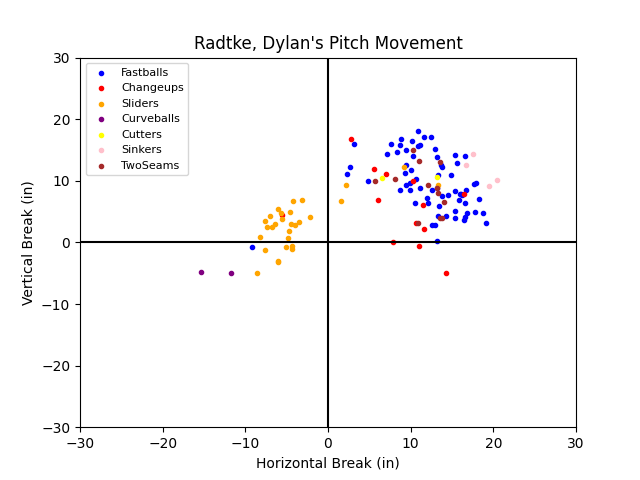 Radtke, Dylan's Pitch Movement
Vertical Break (in)
30
20
10
0
−10
−20
−30
Fastballs
Changeups
Sliders
Curveballs
Cutters
Sinkers
TwoSeams
−30
−20
−10
0
10
20
30
Horizontal Break (in)